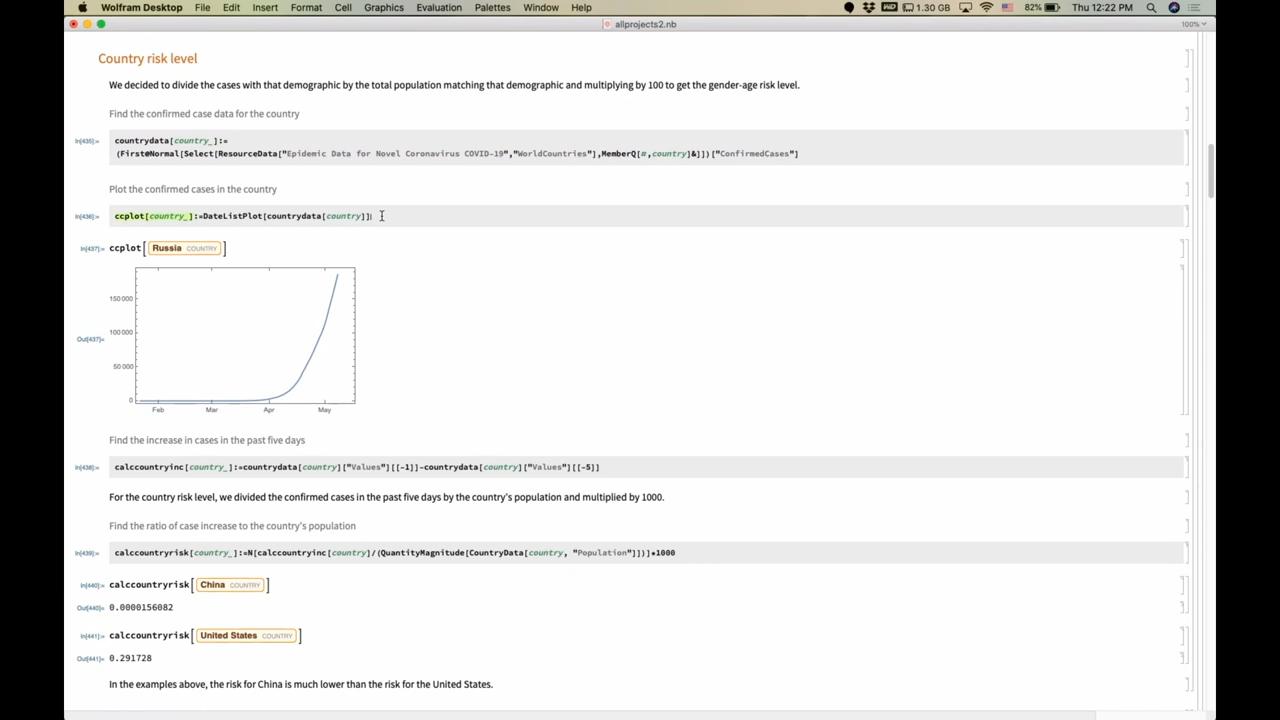 Wolfram Desktop File Edit Insert Format Cell Graphics Evaluation Palettes Window Help 1.30 GB 82% Thu 12:22 PM
allprojects2.nb 100%
Country risk level
We decided to divide the cases with that demographic by the total population matching that demographic and multiplying by 100 to get the gender-age risk level.
Find the confirmed case data for the country
In[435]:= countrydata[country_]:=
(First@Normal[Select[ResourceData["Epidemic Data for Novel Coronavirus COVID-19","WorldCountries"],MemberQ[#,country]&]])["ConfirmedCases"]
Plot the confirmed cases in the country
In[436]:= ccplot[country_]:=DateListPlot[countrydata[country]]
In[437]:= ccplot[ Russia COUNTRY ]
150000
100000
Out[437]=
50000
0
Feb Mar Apr May
Find the increase in cases in the past five days
In[438]:= calccountryinc[country_]:=countrydata[country]["Values"][[-1]]-countrydata[country]["Values"][[-5]]
For the country risk level, we divided the confirmed cases in the past five days by the country's population and multiplied by 1000.
Find the ratio of case increase to the country's population
In[439]:= calccountryrisk[country_]:=N[calccountryinc[country]/(QuantityMagnitude[CountryData[country, "Population"]])]*1000
In[440]:= calccountryrisk[ China COUNTRY ]
Out[440]= 0.0000156082
In[441]:= calccountryrisk[ United States COUNTRY ]
Out[441]= 0.291728
In the examples above, the risk for China is much lower than the risk for the United States.